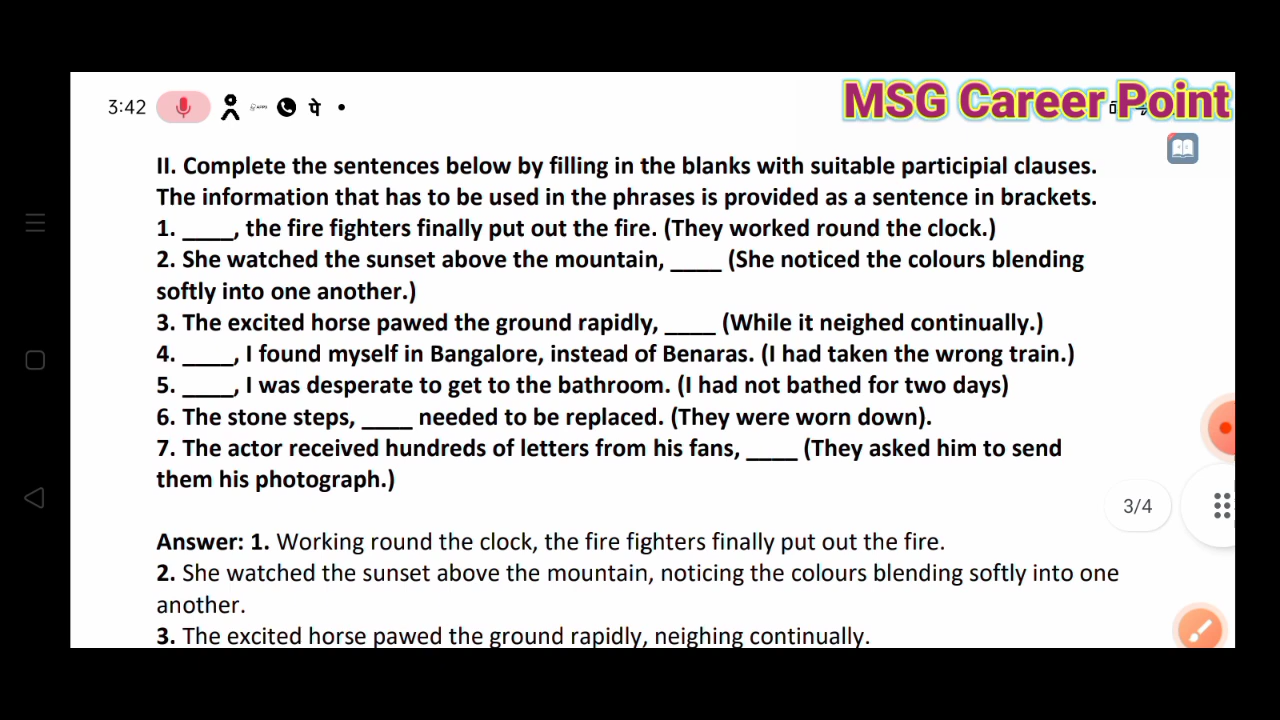 3:42
पे
MSG Career Point
II. Complete the sentences below by filling in the blanks with suitable participial clauses.
The information that has to be used in the phrases is provided as a sentence in brackets.
1. ____, the fire fighters finally put out the fire. (They worked round the clock.)
2. She watched the sunset above the mountain, ____ (She noticed the colours blending
softly into one another.)
3. The excited horse pawed the ground rapidly, ____ (While it neighed continually.)
4. ____, I found myself in Bangalore, instead of Benaras. (I had taken the wrong train.)
5. ____, I was desperate to get to the bathroom. (I had not bathed for two days)
6. The stone steps, ____ needed to be replaced. (They were worn down).
7. The actor received hundreds of letters from his fans, ____ (They asked him to send
them his photograph.)
3/4
Answer: 1. Working round the clock, the fire fighters finally put out the fire.
2. She watched the sunset above the mountain, noticing the colours blending softly into one
another.
3. The excited horse pawed the ground rapidly, neighing continually.